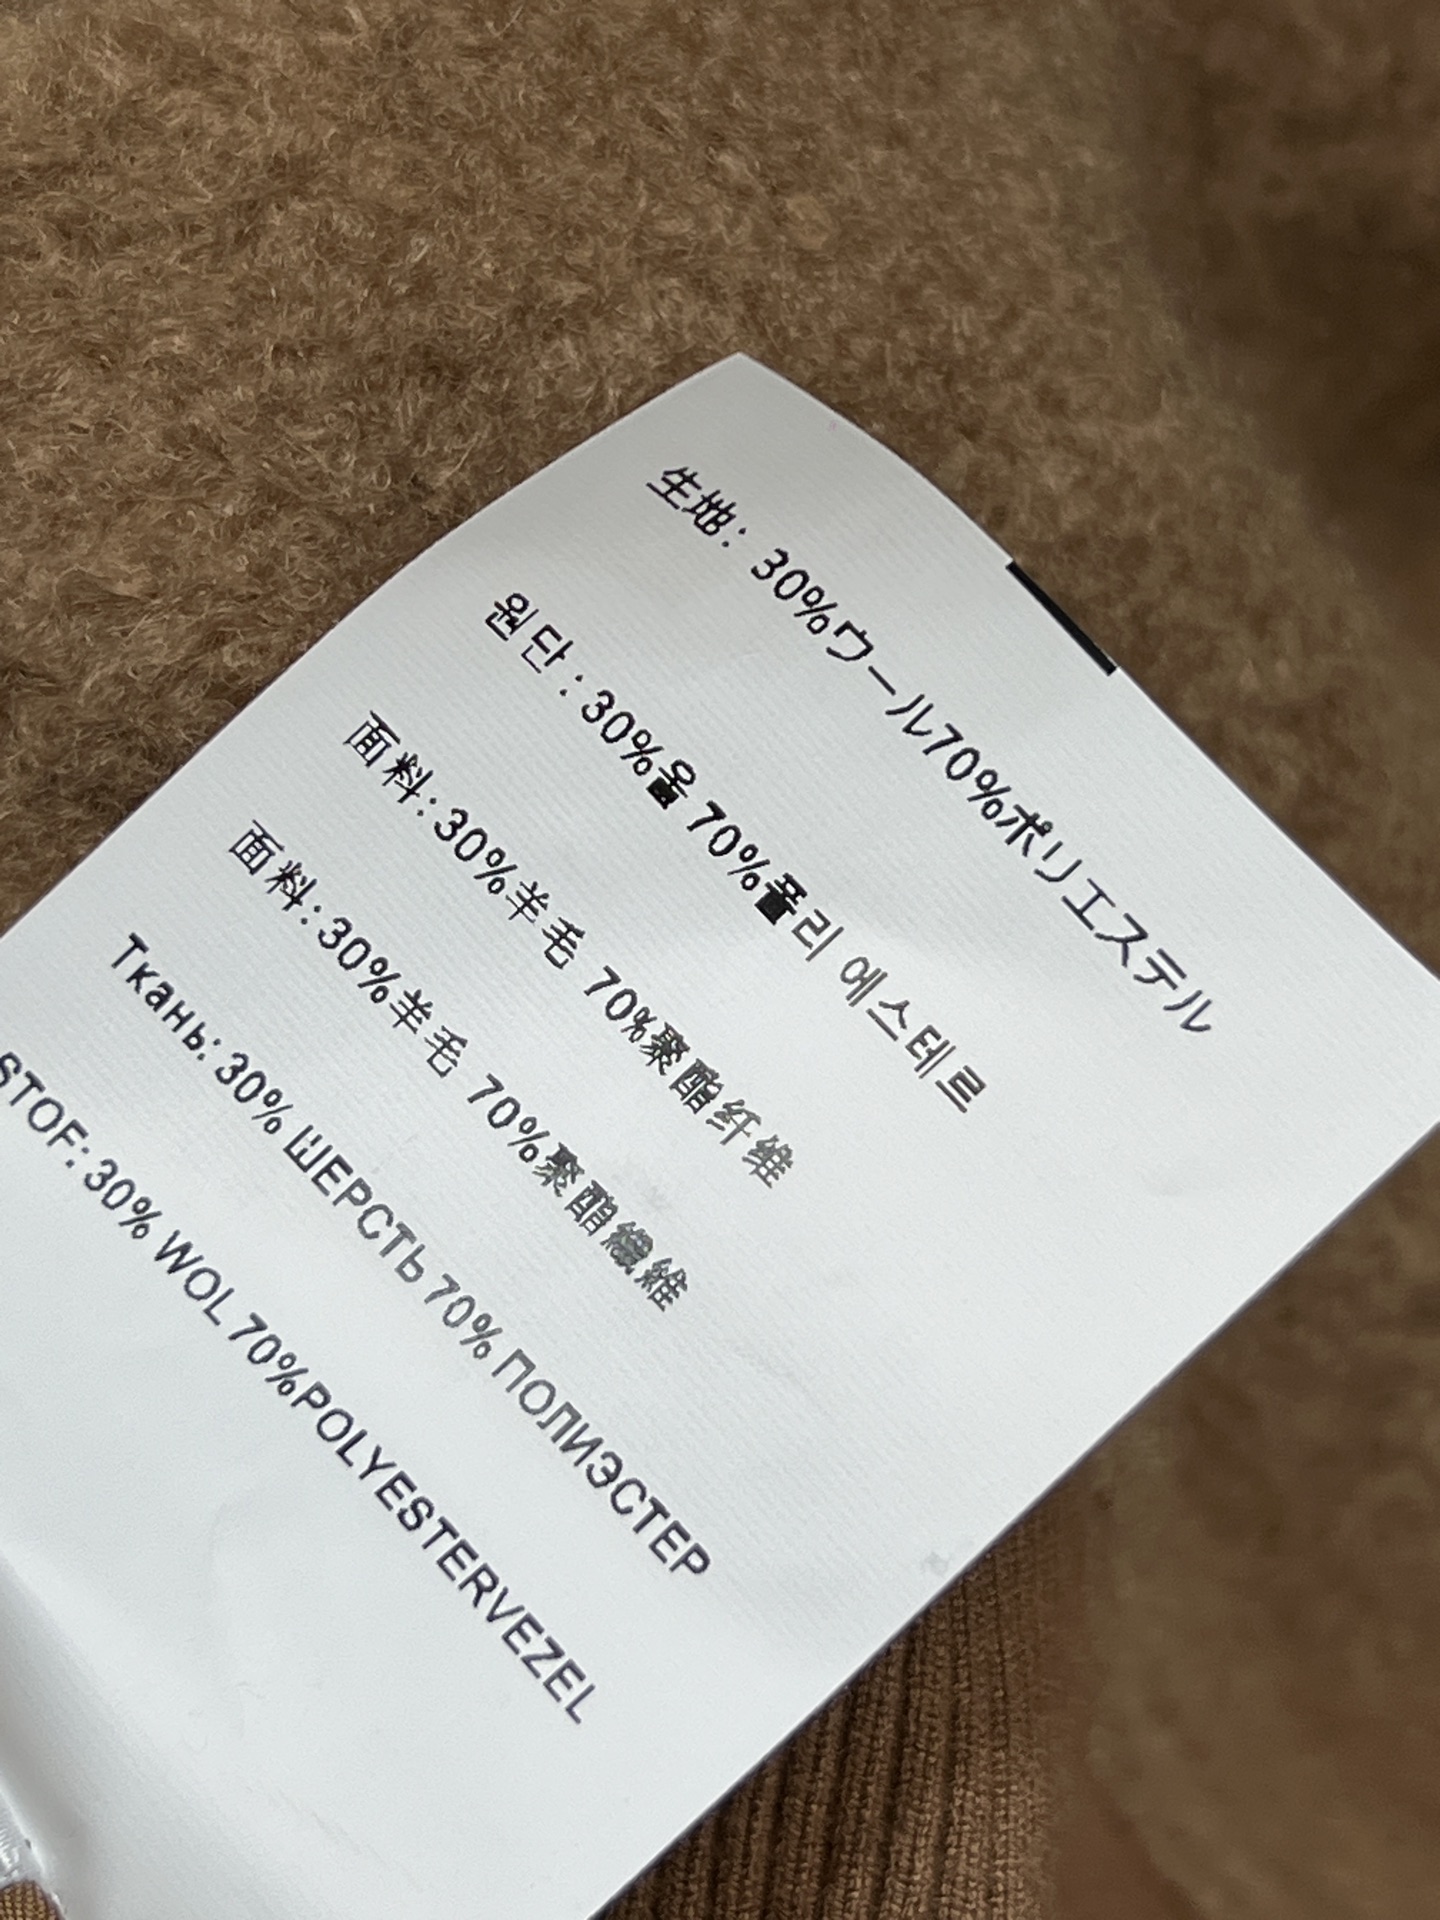 生地: 30%ウール70%ポリエステル
원단 : 30%울 70%폴리 에스테르
面料: 30%羊毛 70%聚酯纤维
面料: 30%羊毛 70%聚酯纖維
Ткань: 30% ШЕРСТЬ 70% ПОЛИЭСТЕР
STOF: 30% WOL 70%POLYESTERVEZEL